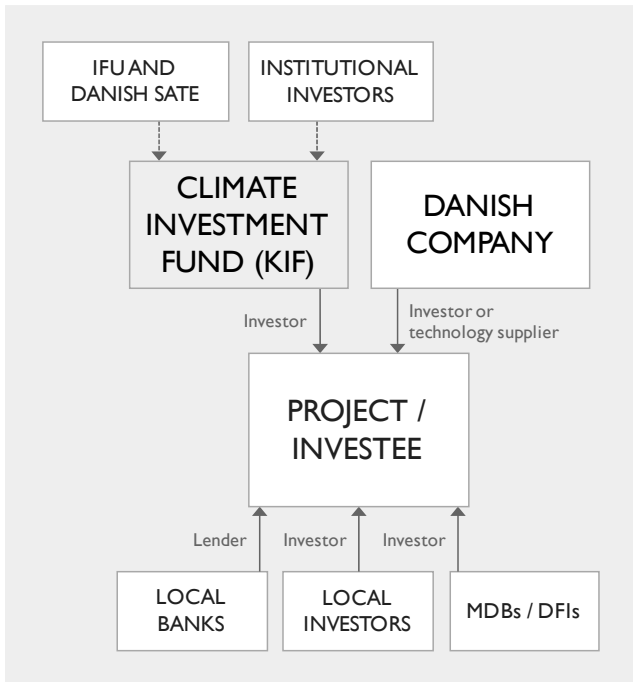 IFU AND
DANISH SATE
INSTITUTIONAL
INVESTORS
CLIMATE
INVESTMENT
FUND (KIF)
DANISH
COMPANY
Investor
Investor or
technology supplier
PROJECT /
INVESTEE
Lender
Investor
Investor
LOCAL
BANKS
LOCAL
INVESTORS
MDBs / DFIs